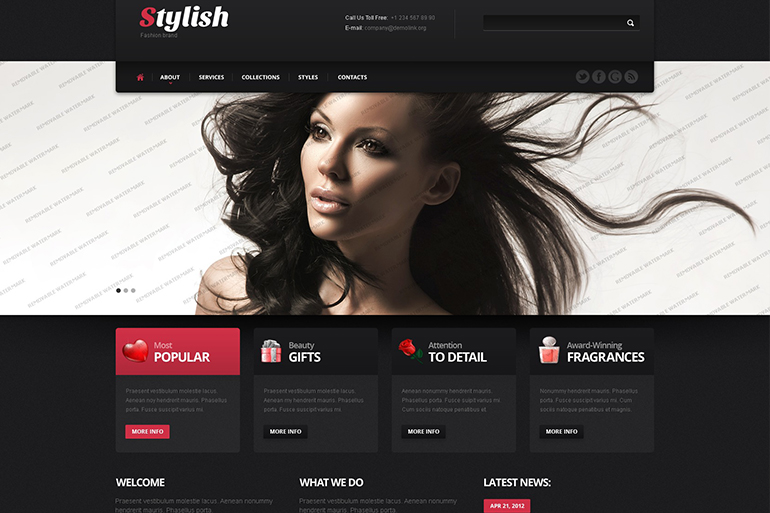 Stylish
Fashion brand
Call Us Toll Free: +1 234 567 89 90
E-mail: company@demolink.org
ABOUT
SERVICES
COLLECTIONS
STYLES
CONTACTS
REMOVABLE WATERMARK
Most
POPULAR
Praesent vestibulum molestie lacus.
Aenean noy hendrerit mauris. Phasellus
porta. Fusce suscipit varius mi.
MORE INFO
Beauty
GIFTS
Praesent vestibulum molestie lacus.
Aenean my hendrerit mauris. Phasellus
porta. Fusce suscipit varius mi.
MORE INFO
Attention
TO DETAIL
Aenean nonummy hendrerit mauris.
Phasellus porta. Fusce suscipit varius mi.
Cum sociis natoque penatibus et.
MORE INFO
Award-Winning
FRAGRANCES
Nonummy hendrerit mauris. Phasellus
porta. Fusce suscipit varius mi. Cum
sociis natoque penatibus et magnis.
MORE INFO
WELCOME
Praesent vestibulum molestie lacus. Aenean nonummy
hendrerit mauris. Phasellus porta.
WHAT WE DO
Praesent vestibulum molestie lacus. Aenean nonummy
hendrerit mauris. Phasellus porta.
LATEST NEWS:
APR 21, 2012